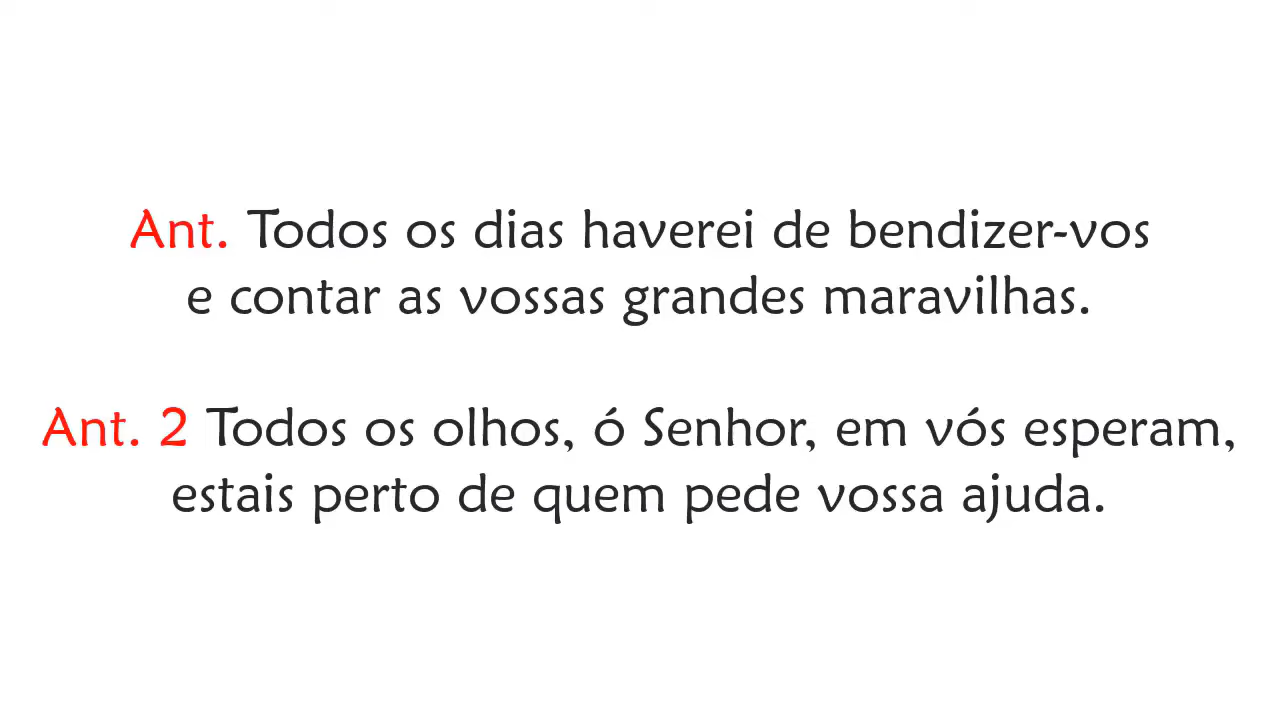 Ant. Todos os dias haverei de bendizer-vos
e contar as vossas grandes maravilhas.
Ant. 2 Todos os olhos, ó Senhor, em vós esperam,
estais perto de quem pede vossa ajuda.